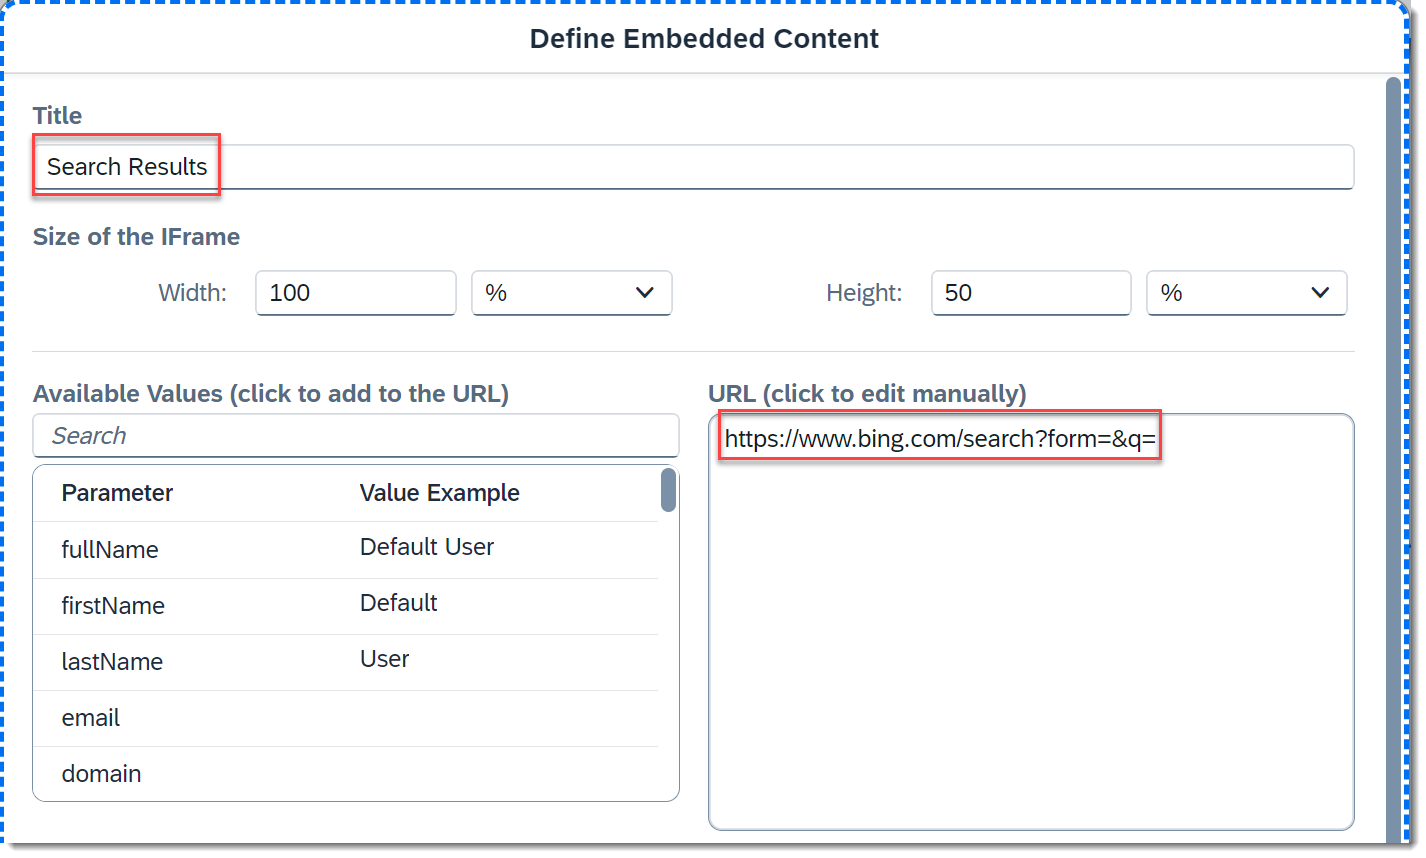 Define Embedded Content
Title
Search Results
Size of the IFrame
Width: 100 % Height: 50 %
Available Values (click to add to the URL)
Search
Parameter Value Example
fullName Default User
firstName Default
lastName User
email
domain
URL (click to edit manually)
https://www.bing.com/search?form=&q=